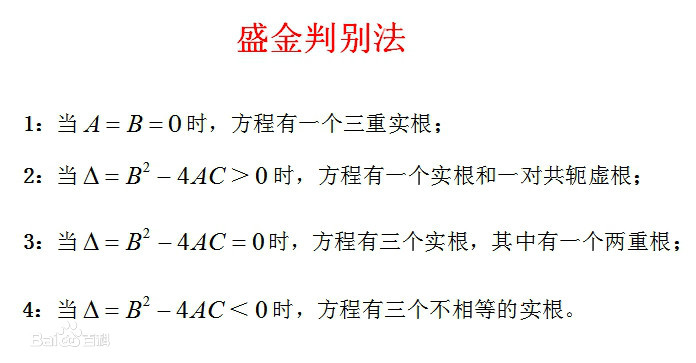 盛金判别法
1：当 A = B = 0 时，方程有一个三重实根；
2：当 Δ = B² − 4AC > 0 时，方程有一个实根和一对共轭虚根；
3：当 Δ = B² − 4AC = 0 时，方程有三个实根，其中有一个两重根；
4：当 Δ = B² − 4AC < 0 时，方程有三个不相等的实根。
Bai百科